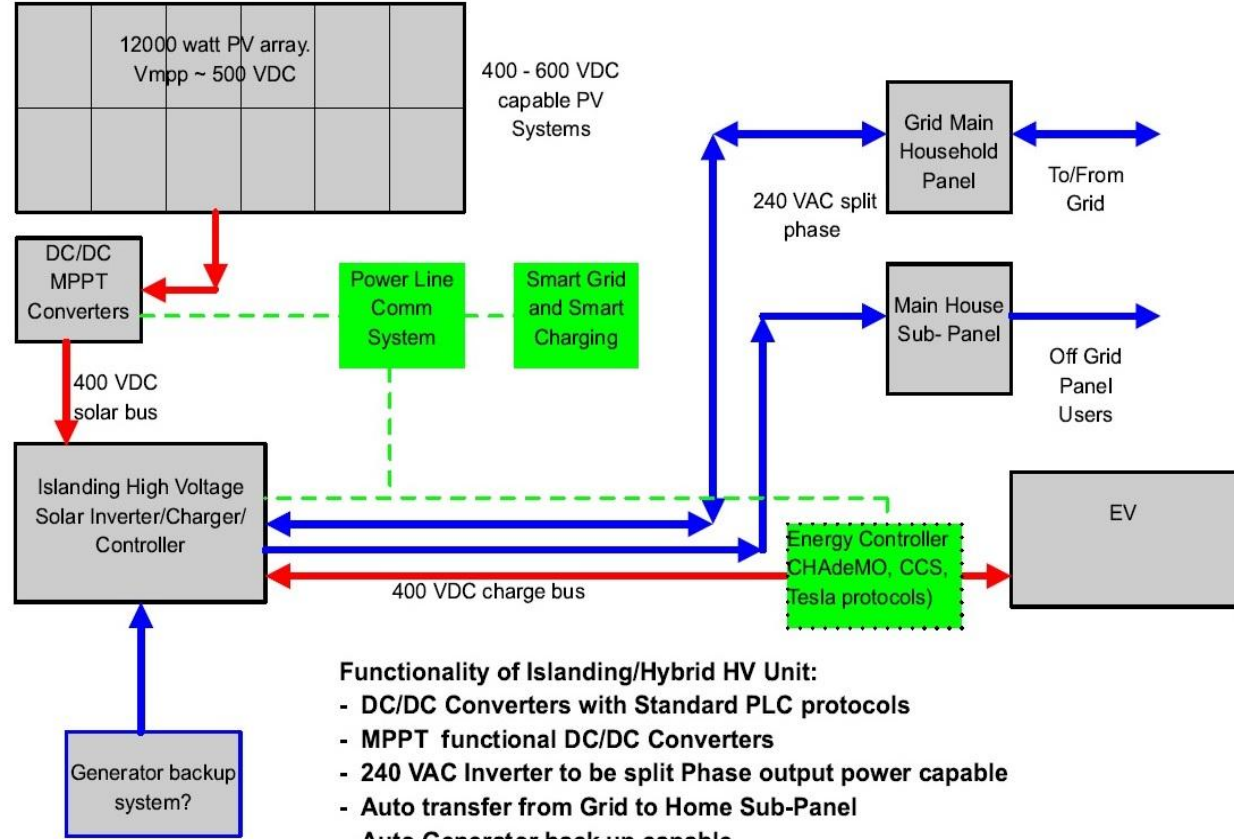 12000 watt PV array.
Vmpp ~ 500 VDC
400 - 600 VDC
capable PV
Systems
Grid Main
Household
Panel
To/From
Grid
240 VAC split
phase
DC/DC
MPPT
Converters
Power Line
Comm
System
Smart Grid
and Smart
Charging
Main House
Sub- Panel
Off Grid
Panel
Users
400 VDC
solar bus
Islanding High Voltage
Solar Inverter/Charger/
Controller
EV
Energy Controller
CHAdeMO, CCS,
Tesla protocols)
400 VDC charge bus
Generator backup
system?
Functionality of Islanding/Hybrid HV Unit:
- DC/DC Converters with Standard PLC protocols
- MPPT functional DC/DC Converters
- 240 VAC Inverter to be split Phase output power capable
- Auto transfer from Grid to Home Sub-Panel
Auto Generator back up capable